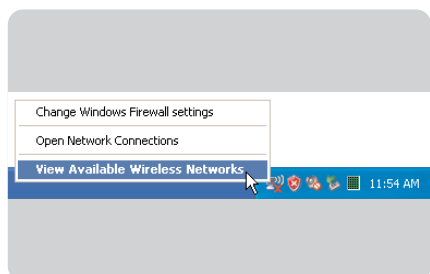 Change Windows Firewall settings
Open Network Connections
View Available Wireless Networks
11:54 AM